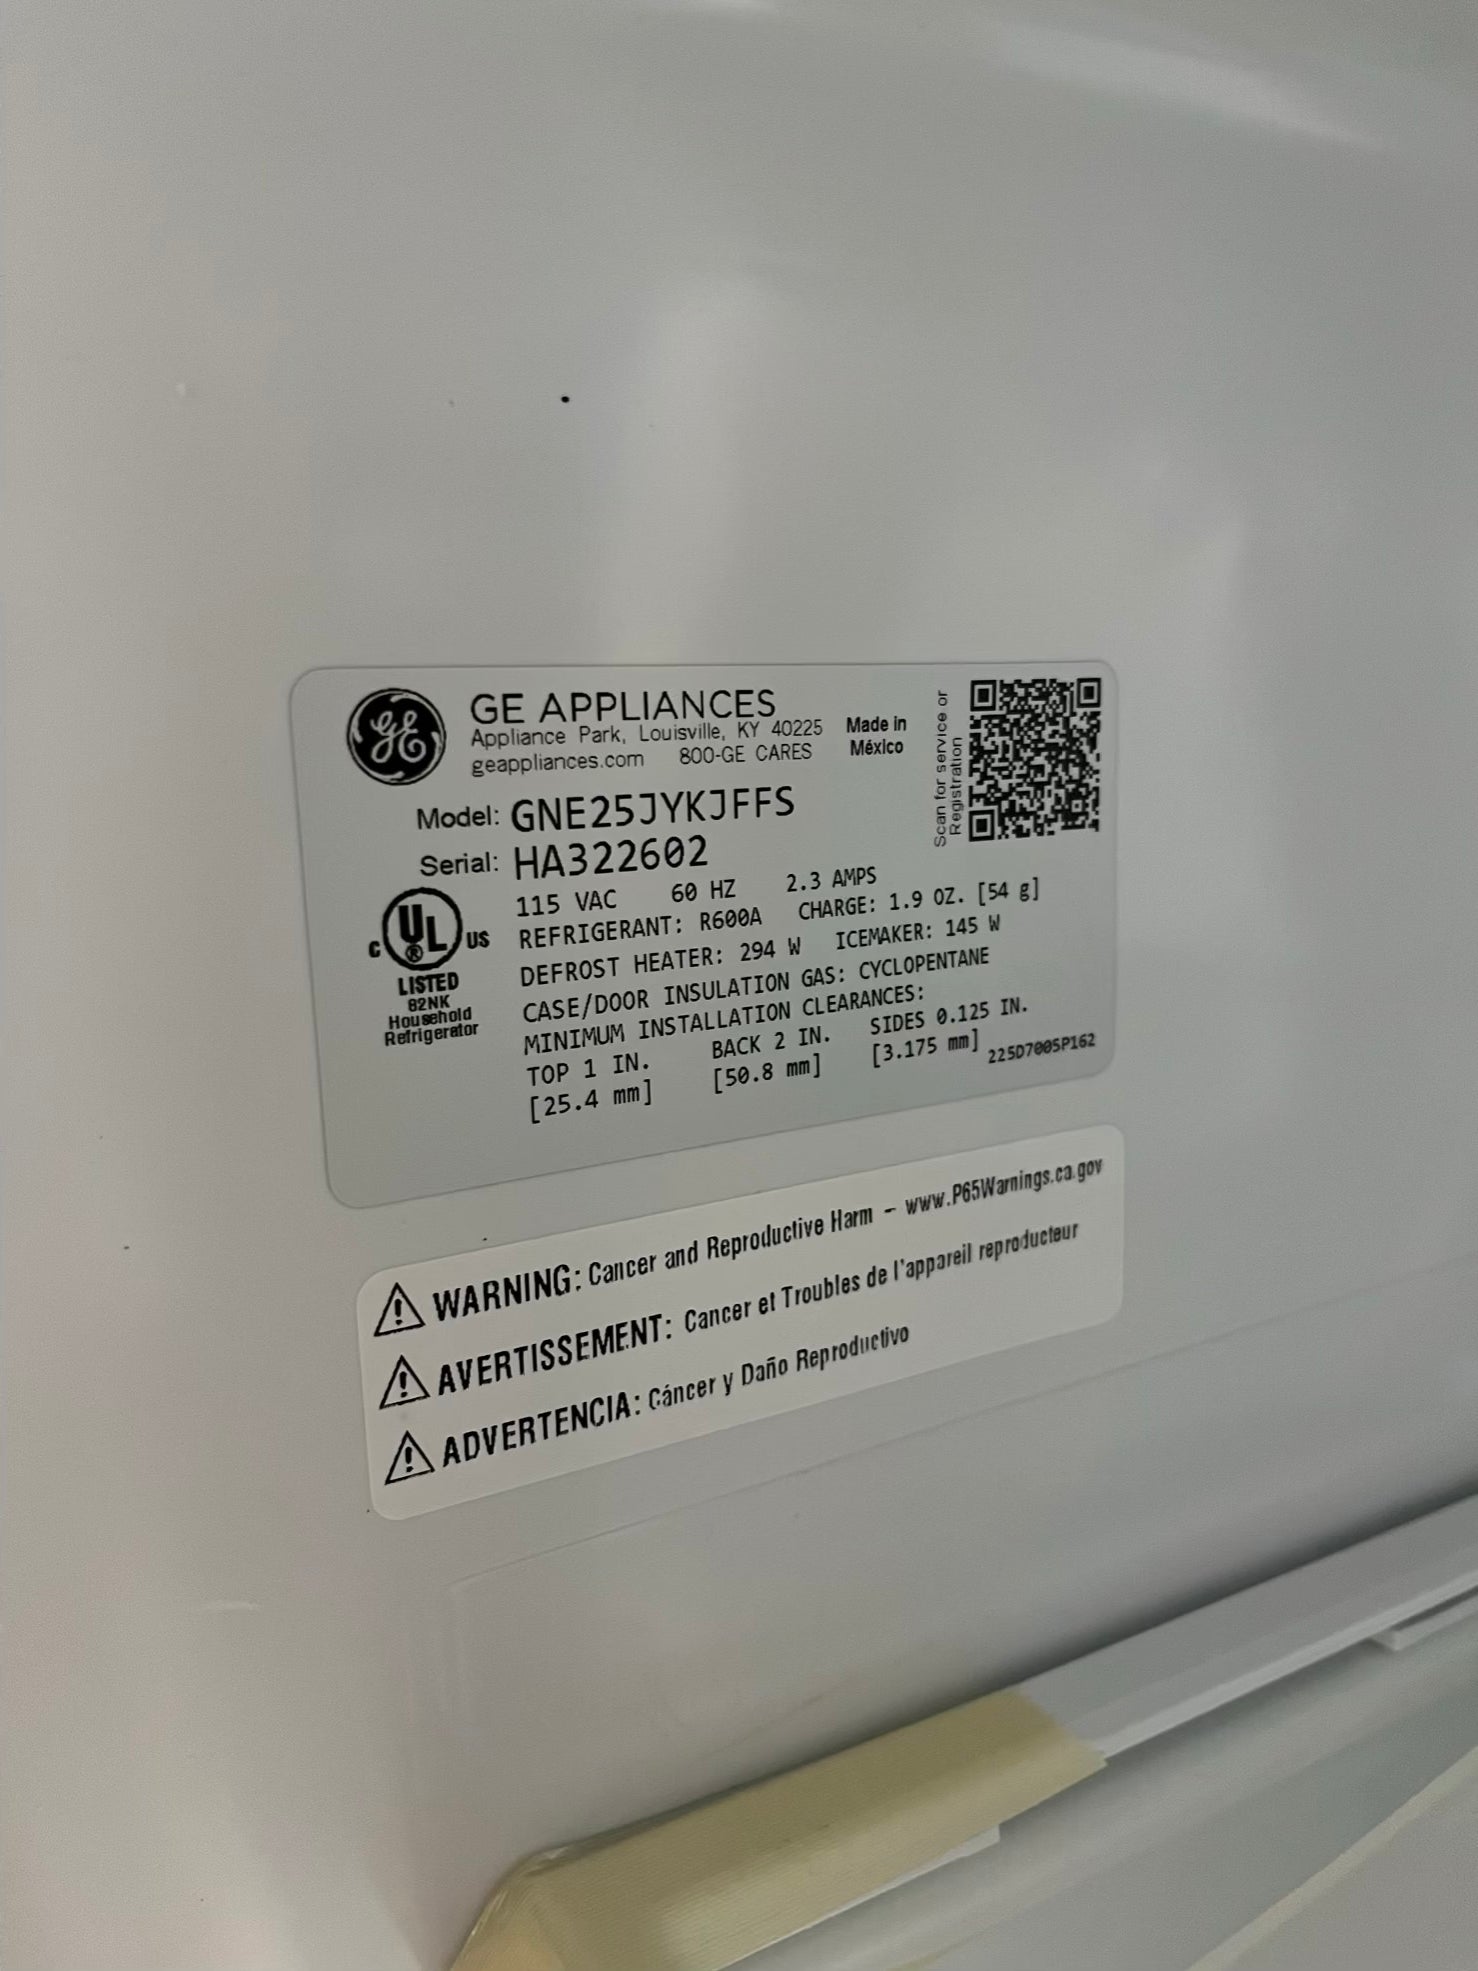 GE
GE APPLIANCES
Appliance Park, Louisville, KY 40225
geappliances.com 800-GE CARES
Made in
México
Scan for service or
Registration
Model: GNE25JYKJFFS
Serial: HA322602
115 VAC 60 HZ 2.3 AMPS
REFRIGERANT: R600A CHARGE: 1.9 OZ. [54 g]
DEFROST HEATER: 294 W ICEMAKER: 145 W
CASE/DOOR INSULATION GAS: CYCLOPENTANE
MINIMUM INSTALLATION CLEARANCES:
TOP 1 IN. BACK 2 IN. SIDES 0.125 IN.
[25.4 mm] [50.8 mm] [3.175 mm] 225D7005P162
C UL ® US
LISTED
82NK
Household
Refrigerator
WARNING: Cancer and Reproductive Harm - www.P65Warnings.ca.gov
AVERTISSEMENT: Cancer et Troubles de l'appareil reproducteur
ADVERTENCIA: Cáncer y Daño Reproductivo